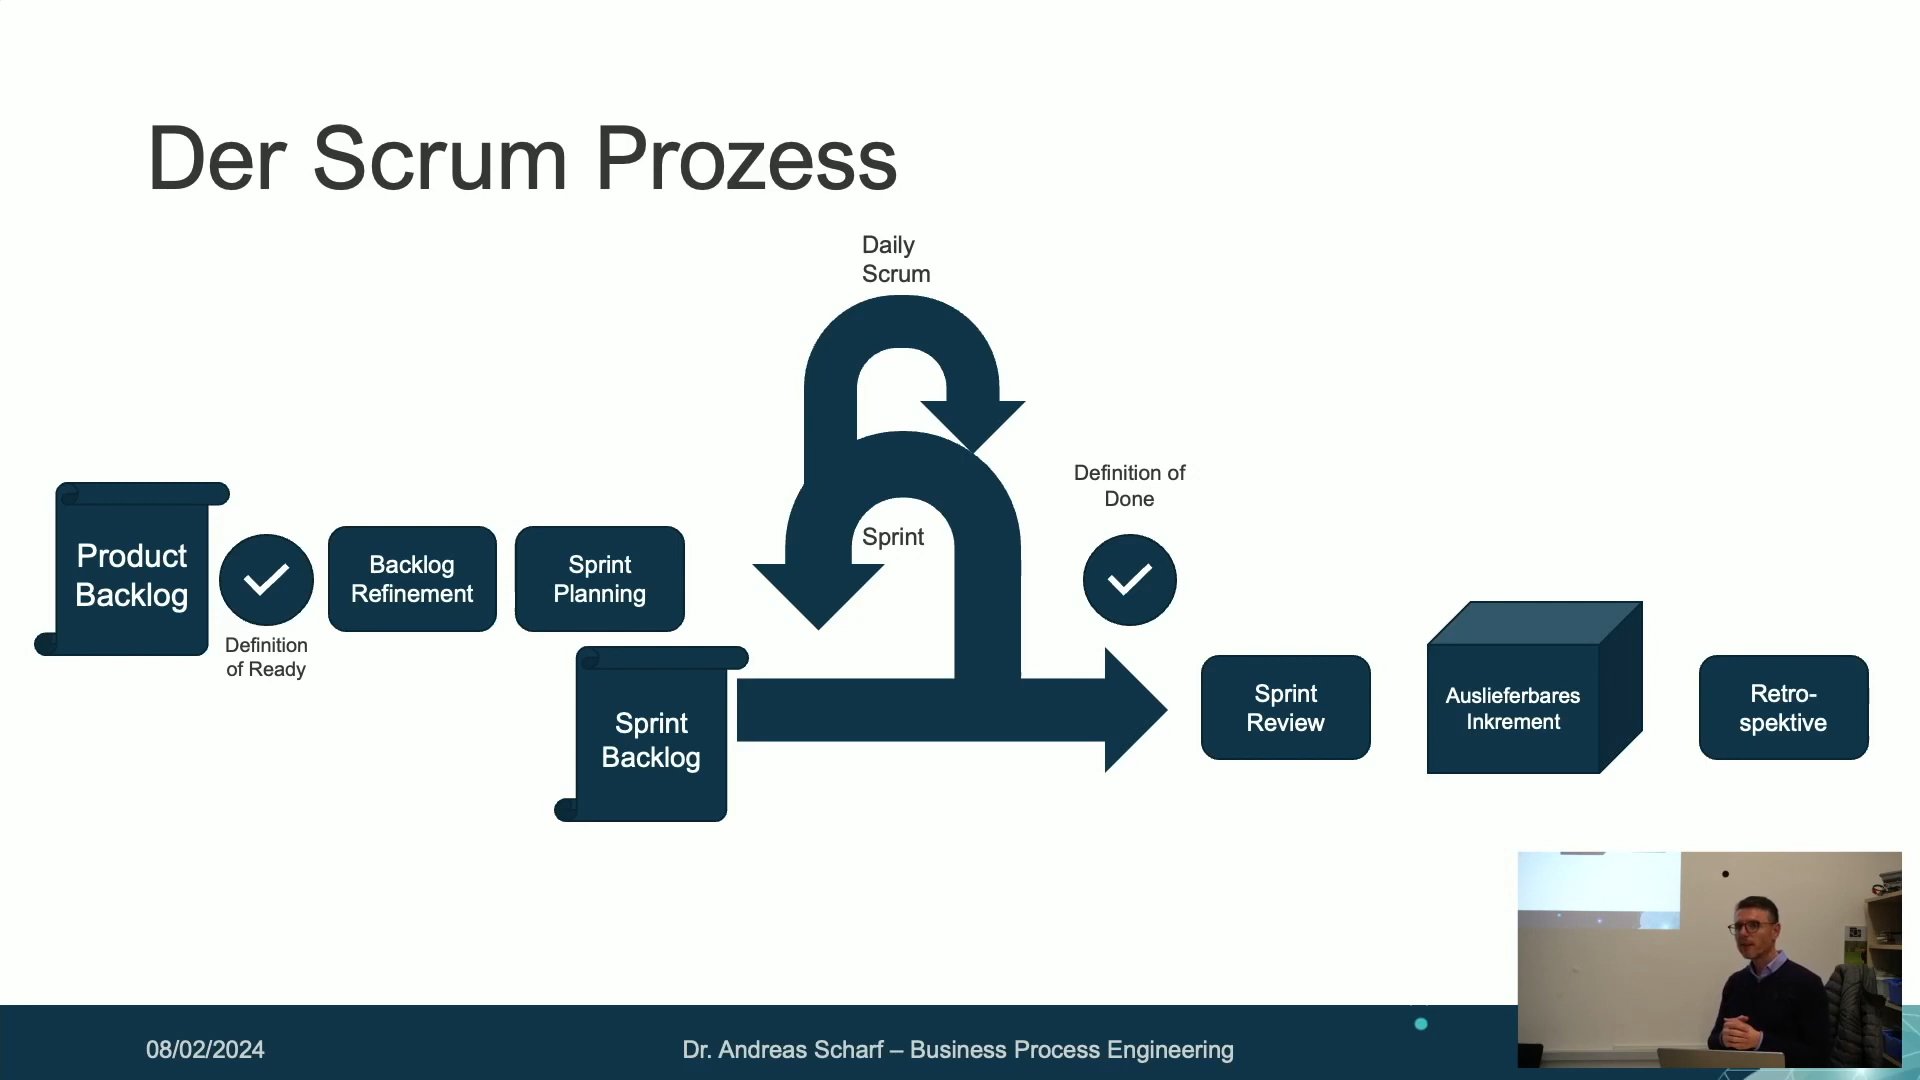 Der Scrum Prozess
Daily
Scrum
Sprint
Definition of
Done
Product
Backlog
Definition
of Ready
Backlog
Refinement
Sprint
Planning
Sprint
Backlog
Sprint
Review
Auslieferbares
Inkrement
Retro-
spektive
08/02/2024
Dr. Andreas Scharf – Business Process Engineering